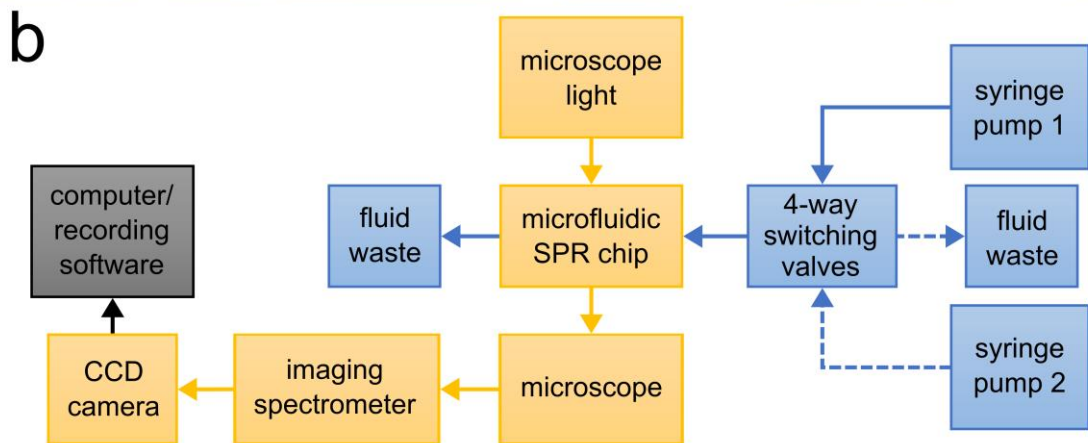 b
microscope
light
syringe
pump 1
computer/
recording
software
fluid
waste
microfluidic
SPR chip
4-way
switching
valves
fluid
waste
CCD
camera
imaging
spectrometer
microscope
syringe
pump 2